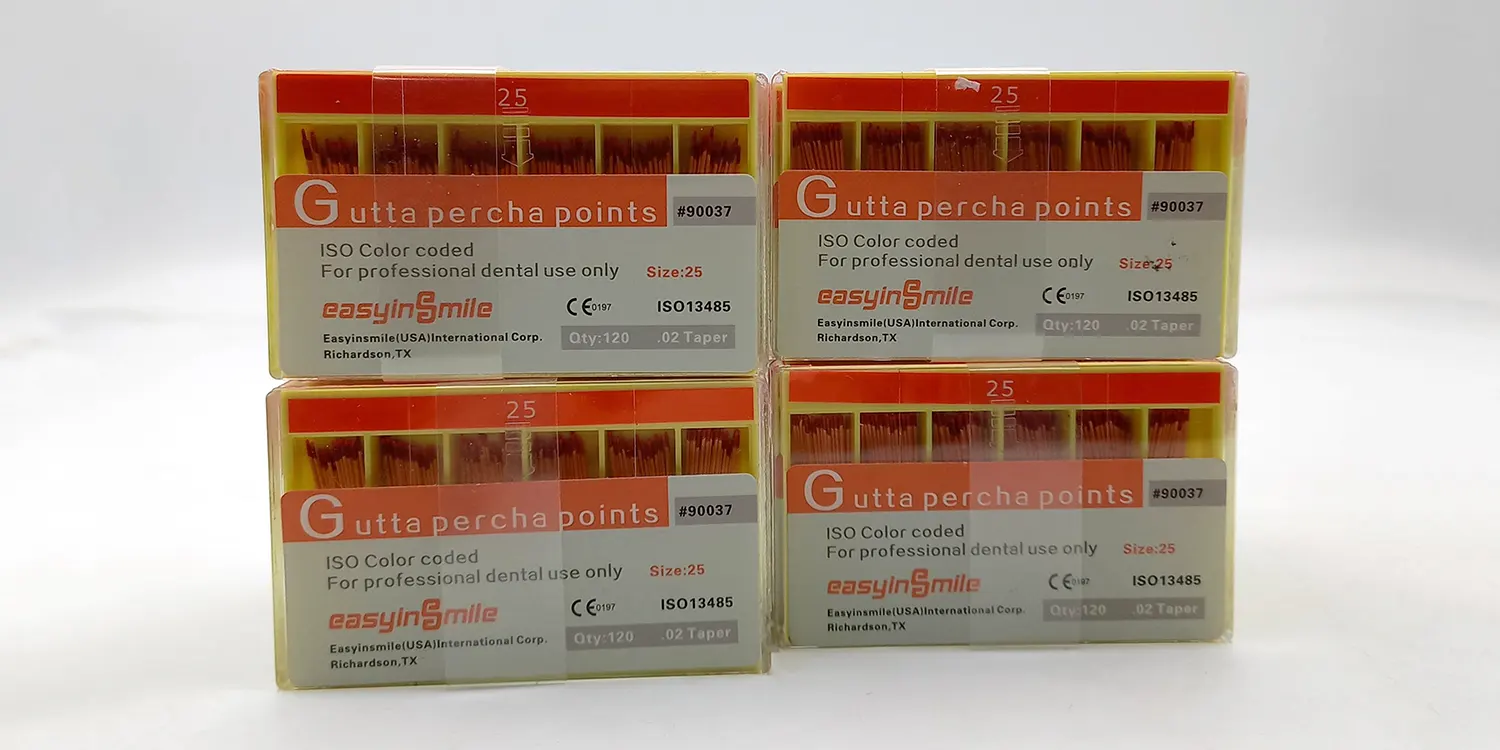 25
Gutta percha points #90037
ISO Color coded
For professional dental use only Size:25
easyinSmile CE0197 ISO13485
Easyinsmile(USA)International Corp. Qty:120 .02 Taper
Richardson,TX
25
Gutta percha points #90037
ISO Color coded
For professional dental use only Size:25
easyinSmile CE0197 ISO13485
Easyinsmile(USA)International Corp. Qty:120 .02 Taper
Richardson,TX
25
Gutta percha points #90037
ISO Color coded
For professional dental use only Size:25
easyinSmile CE0197 ISO13485
Easyinsmile(USA)International Corp. Qty:120 .02 Taper
Richardson,TX
25
Gutta percha points #90037
ISO Color coded
For professional dental use only Size:25
easyinSmile CE0197 ISO13485
Easyinsmile(USA)International Corp. Qty:120 .02 Taper
Richardson,TX